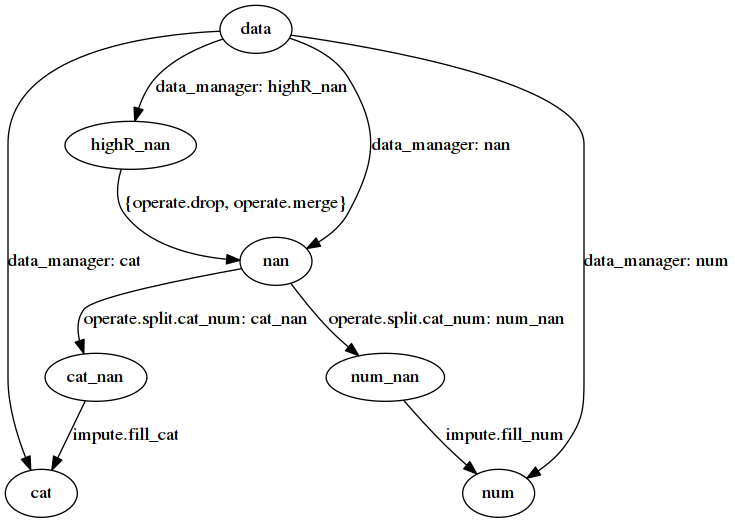 data
data_manager: highR_nan
highR_nan
data_manager: nan
{operate.drop, operate.merge}
data_manager: cat
nan
data_manager: num
operate.split.cat_num: cat_nan
operate.split.cat_num: num_nan
cat_nan
num_nan
impute.fill_cat
impute.fill_num
cat
num